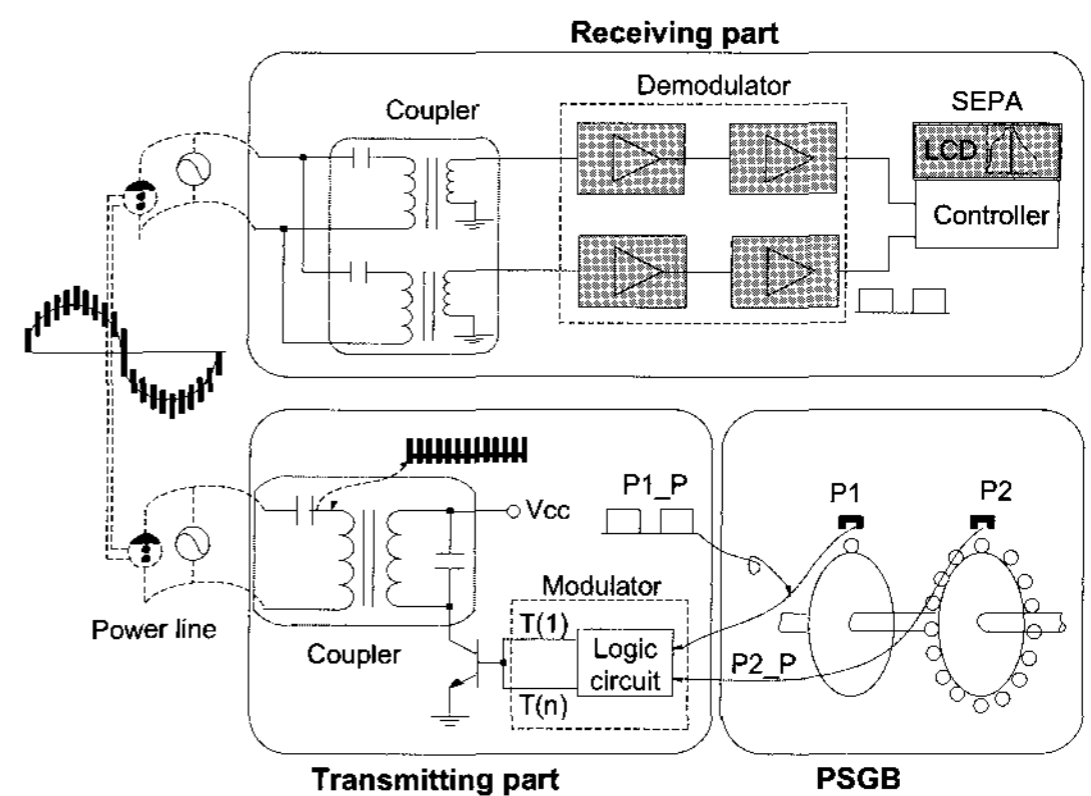 Receiving part
Coupler
Demodulator
SEPA
LCD
Controller
Power line
Coupler
Vcc
Modulator
T(1)
T(n)
Logic
circuit
P1_P
P2_P
P1
P2
Transmitting part
PSGB